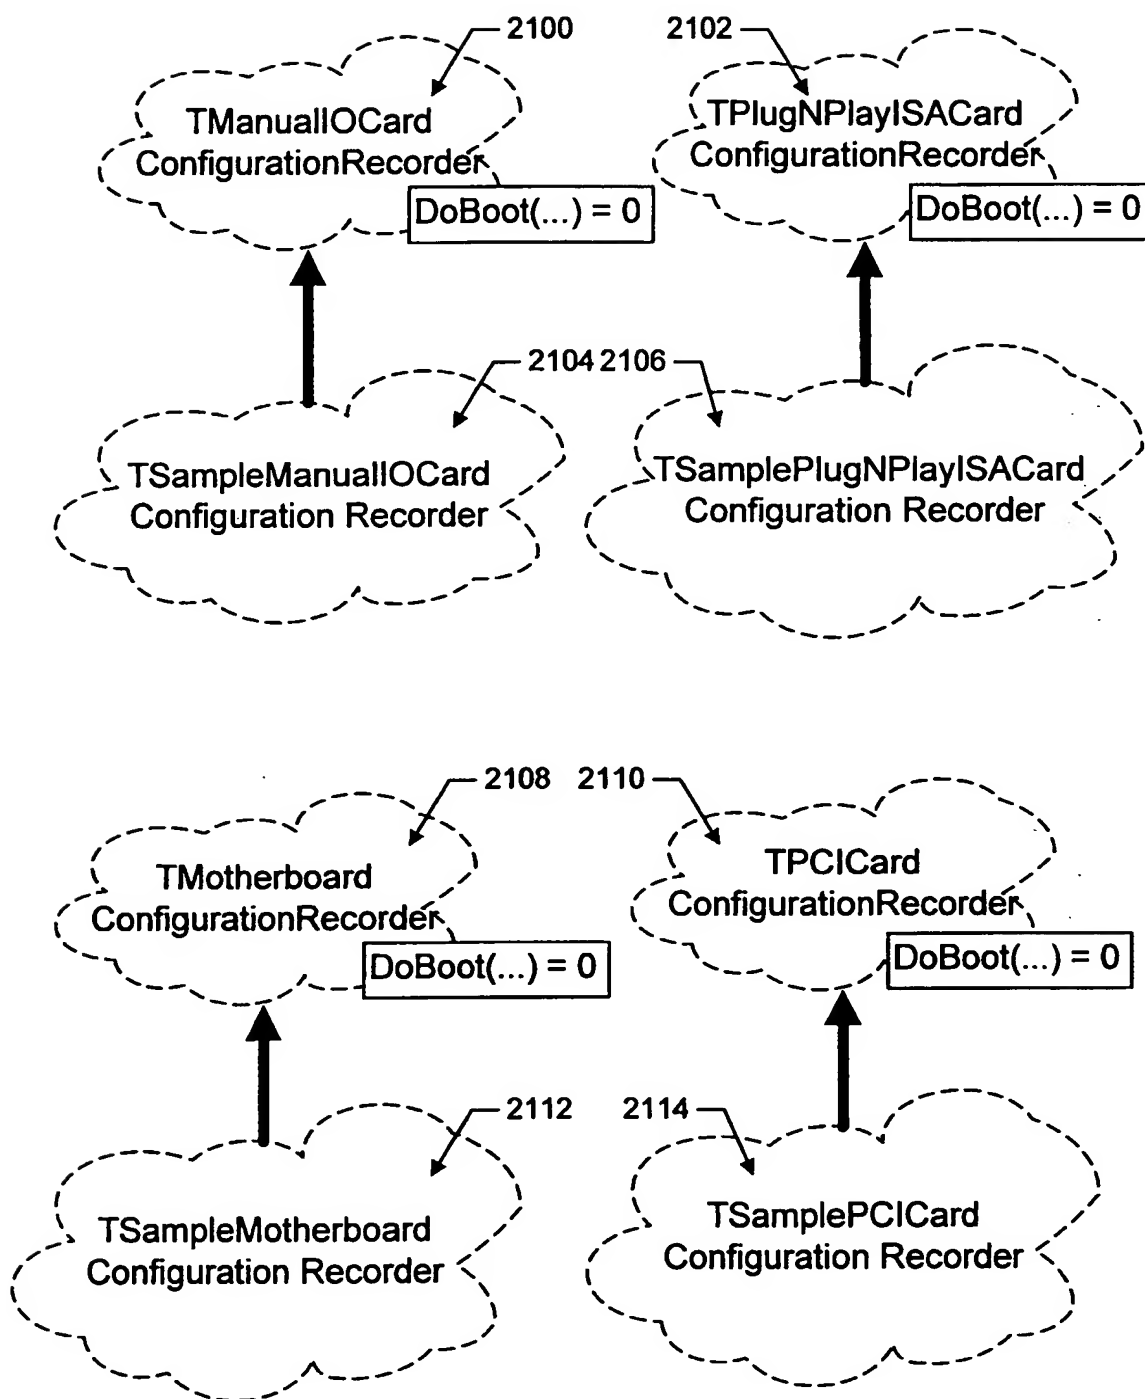 2100
2102
TManualIOCard
ConfigurationRecorder
DoBoot(...) = 0
TPlugNPlayISACard
ConfigurationRecorder
DoBoot(...) = 0
2104
2106
TSampleManualIOCard
Configuration Recorder
TSamplePlugNPlayISACard
Configuration Recorder
2108
2110
TMotherboard
ConfigurationRecorder
DoBoot(...) = 0
TPCICard
ConfigurationRecorder
DoBoot(...) = 0
2112
2114
TSampleMotherboard
Configuration Recorder
TSamplePCICard
Configuration Recorder